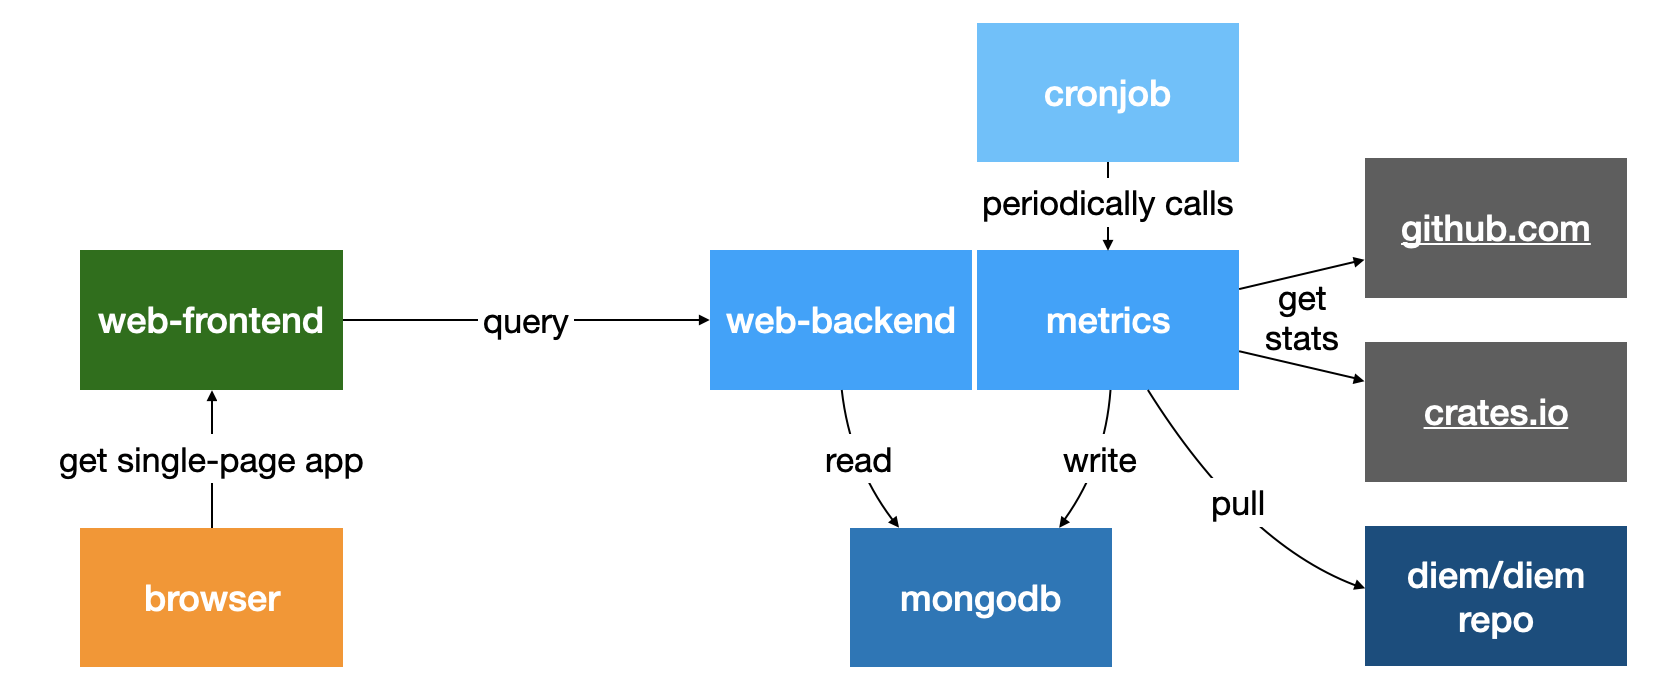 cronjob
periodically calls
github.com
web-frontend
query
web-backend
metrics
get
stats
crates.io
get single-page app
read
write
pull
browser
mongodb
diem/diem
repo